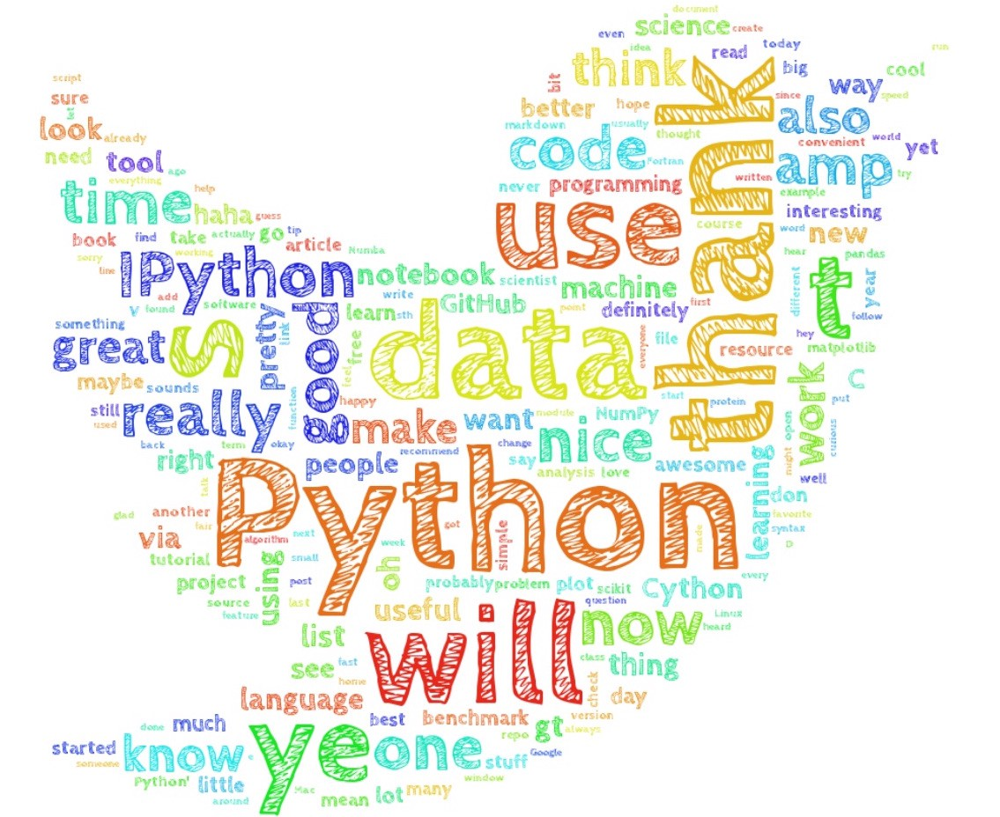 document
science
create
even
idea
today
read
run
think
big
cool
script
bit
way
sure
since
speed
better
hope
thank
also
look
already
markdown
usually
thought
convenient
world
yet
need
tool
ago
code
Fortran
amp
try
everything
written
time
help
never
programming
example
haha
guess
use
interesting
book
find
take
actually
go
tip
article
course
word
new
sorry
working
Numba
hear
pandas
line
IPython
notebook
scientist
machine
different
t
year
add
write
GitHub
point
definitely
first
v
found
software
pretty
good
learn
sth
follow
something
link
data
everyone
file
hey
great
s
free
resource
matplotlib
maybe
sounds
feel
work
C
really
function
happy
start
protein
put
still
used
make
want
module
NumPy
open
curious
back
term
okay
recommend
change
nice
might
right
people
say
analysis
love
awesome
learning
well
talk
Python
don
glad
another
fair
favorite
via
algorithm
next
got
simple
made
syntax
tutorial
using
small
week
oh
D
project
post
probably
problem
plot
scikit
Cython
every
source
last
question
feature
useful
will
now
Linux
heard
list
see
fast
class
thing
home
check
language
day
best
benchmark
version
done
much
ye
repo
gt
always
started
know
one
stuff
Google
someone
c
Python'
little
window
around
Mac
mean
lot
many